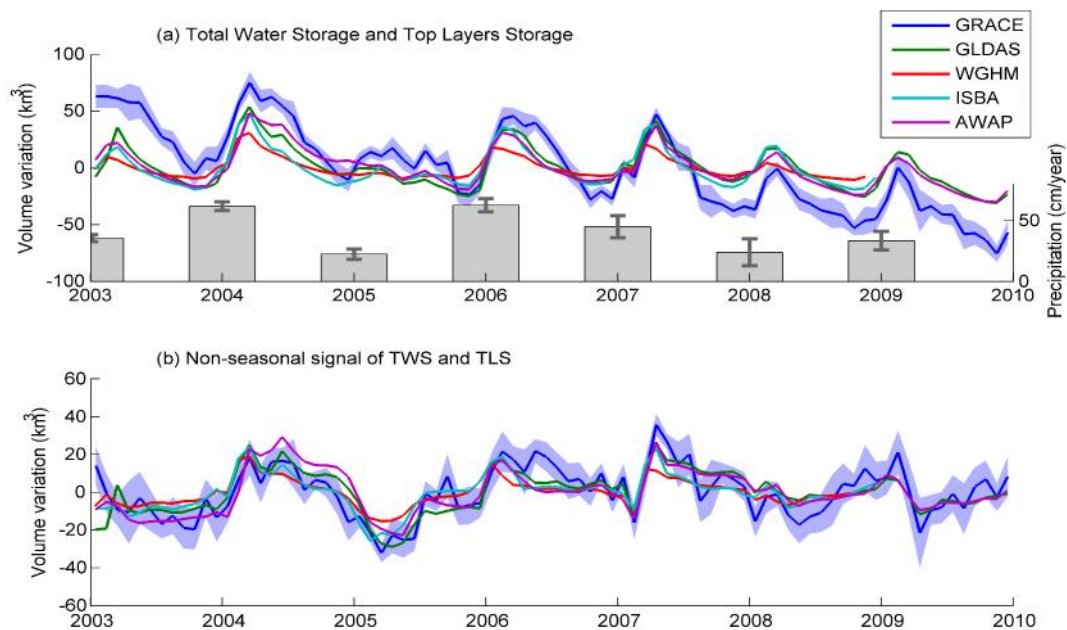 (a) Total Water Storage and Top Layers Storage
GRACE
GLDAS
WGHM
ISBA
AWAP
Volume variation (km³)
100
50
0
-50
-100
50
0
Precipitation (cm/year)
2003 2004 2005 2006 2007 2008 2009 2010
(b) Non-seasonal signal of TWS and TLS
Volume variation (km³)
60
40
20
0
-20
-40
-60
2003 2004 2005 2006 2007 2008 2009 2010